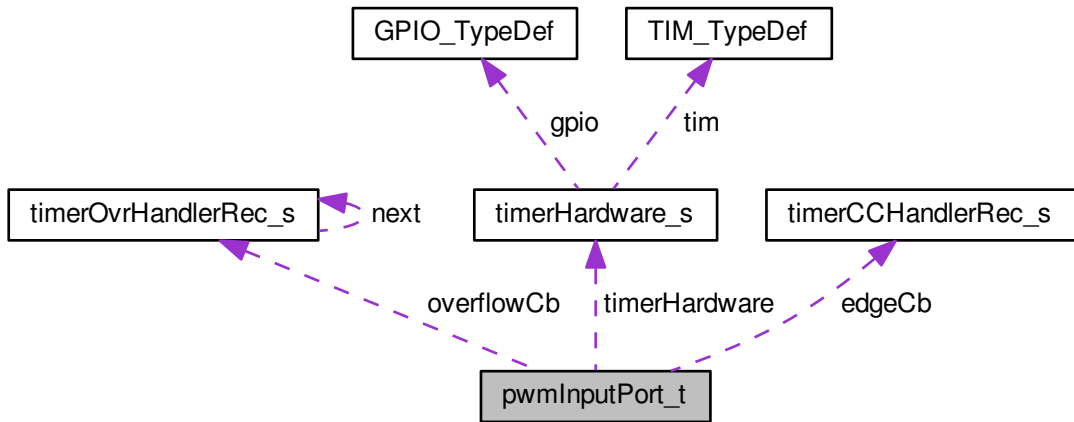 GPIO_TypeDef
TIM_TypeDef
gpio
tim
timerOvrHandlerRec_s
next
timerHardware_s
timerCCHandlerRec_s
overflowCb
timerHardware
edgeCb
pwmInputPort_t